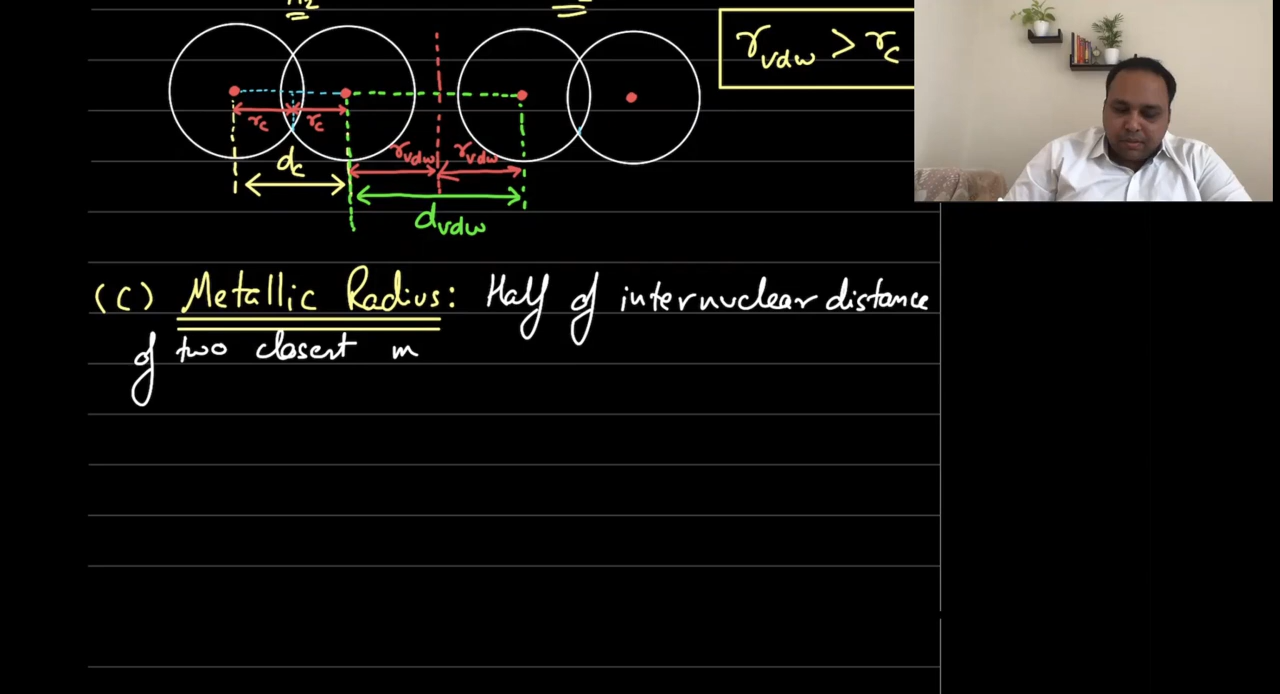 r_vdw > r_c
r_c r_c
d_c
r_vdw r_vdw
d_vdw
(C) Metallic Radius: Half of internuclear distance
of two closest m